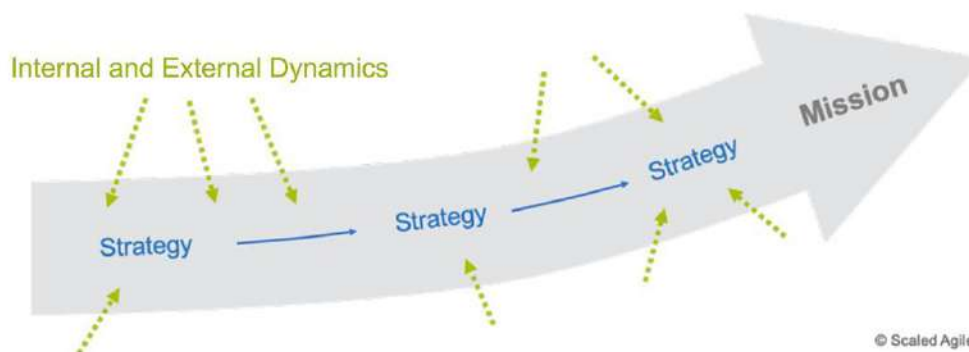 Internal and External Dynamics
Mission
Strategy
Strategy
Strategy
© Scaled Agile